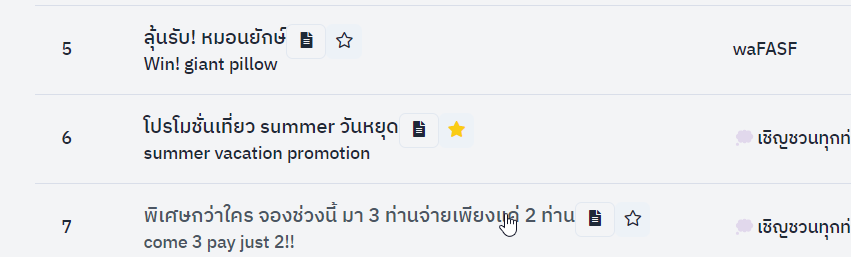 5
ลุ้นรับ! หมอนยักษ์
Win! giant pillow
waFASF
6
โปรโมชั่นเที่ยว summer วันหยุด
summer vacation promotion
เชิญชวนทุกท่
7
พิเศษกว่าใคร จองช่วงนี้ มา 3 ท่านจ่ายเพียงแค่ 2 ท่าน
come 3 pay just 2!!
เชิญชวนทุกท่